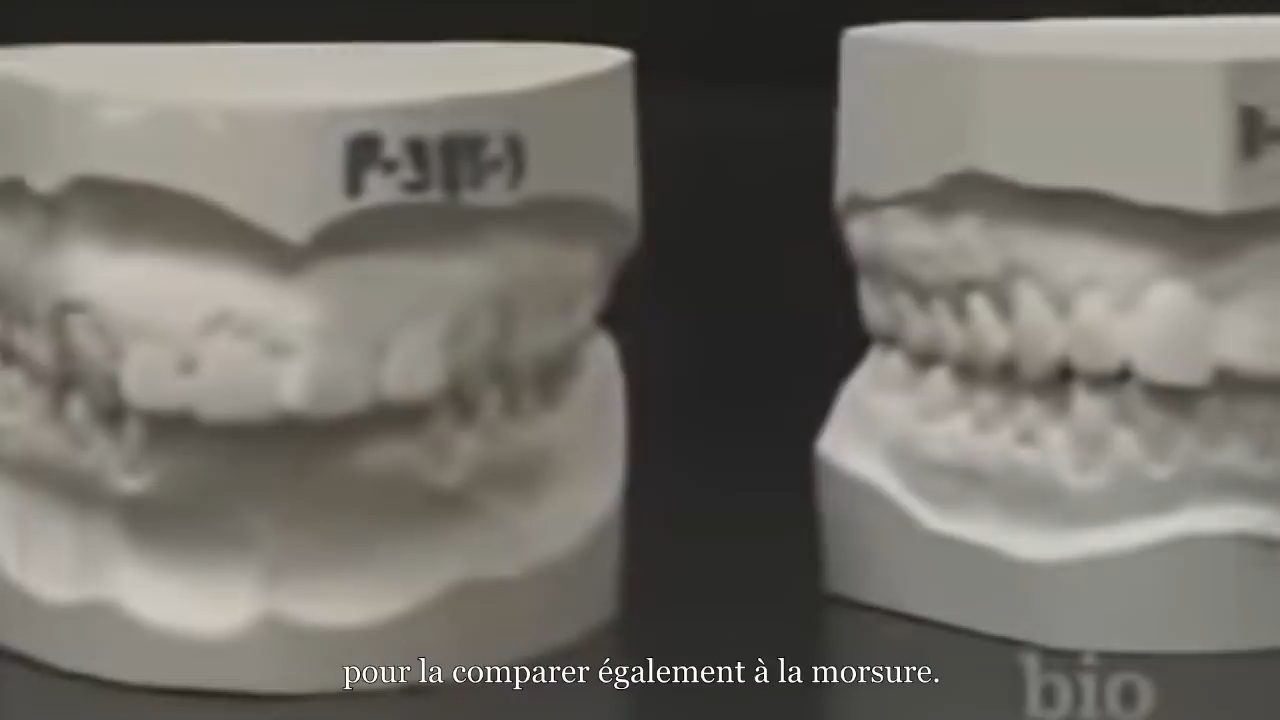 pour la comparer également à la morsure.
bio